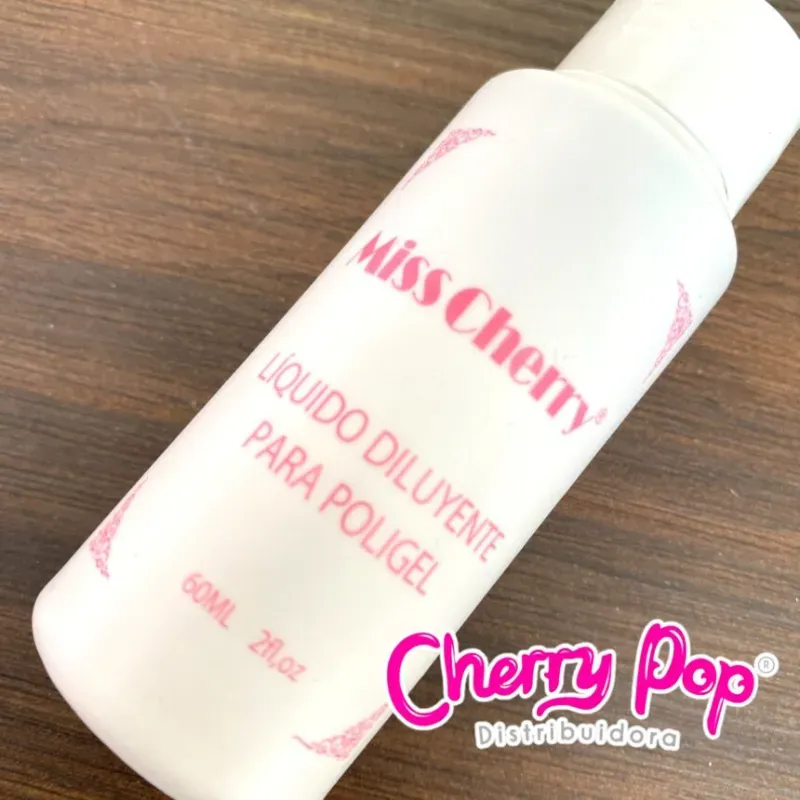 Miss Cherry®
LÍQUIDO DILUYENTE
PARA POLIGEL
60ML 2fl,oz
Cherry Pop®
Distribuidora